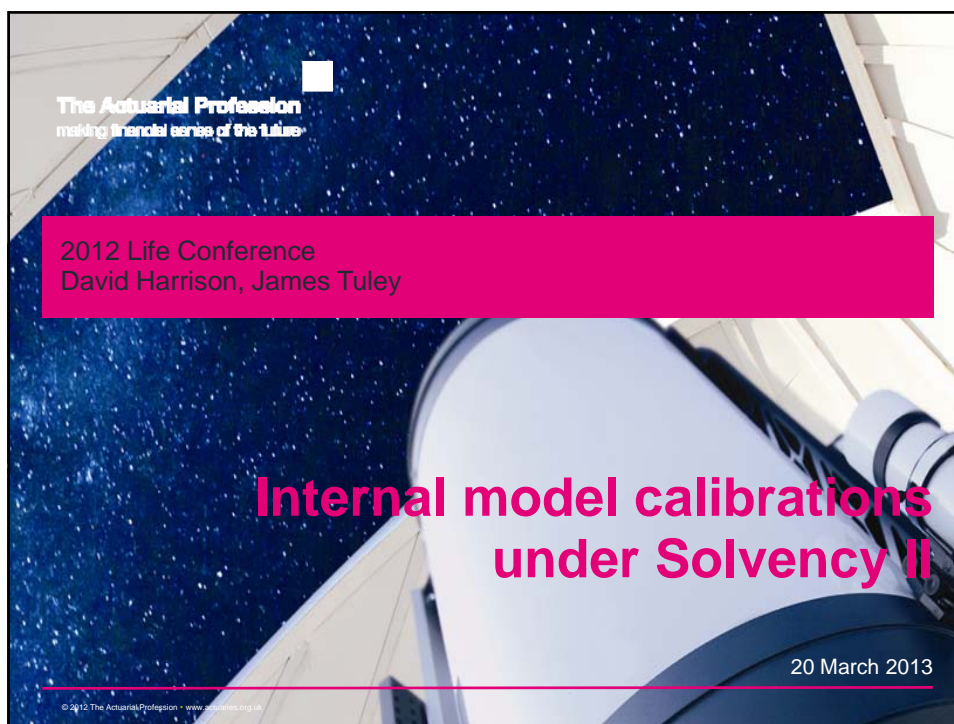 The Actuarial Profession
making financial sense of the future
2012 Life Conference
David Harrison, James Tuley
Internal model calibrations
under Solvency II
20 March 2013
© 2012 The Actuarial Profession • www.actuaries.org.uk